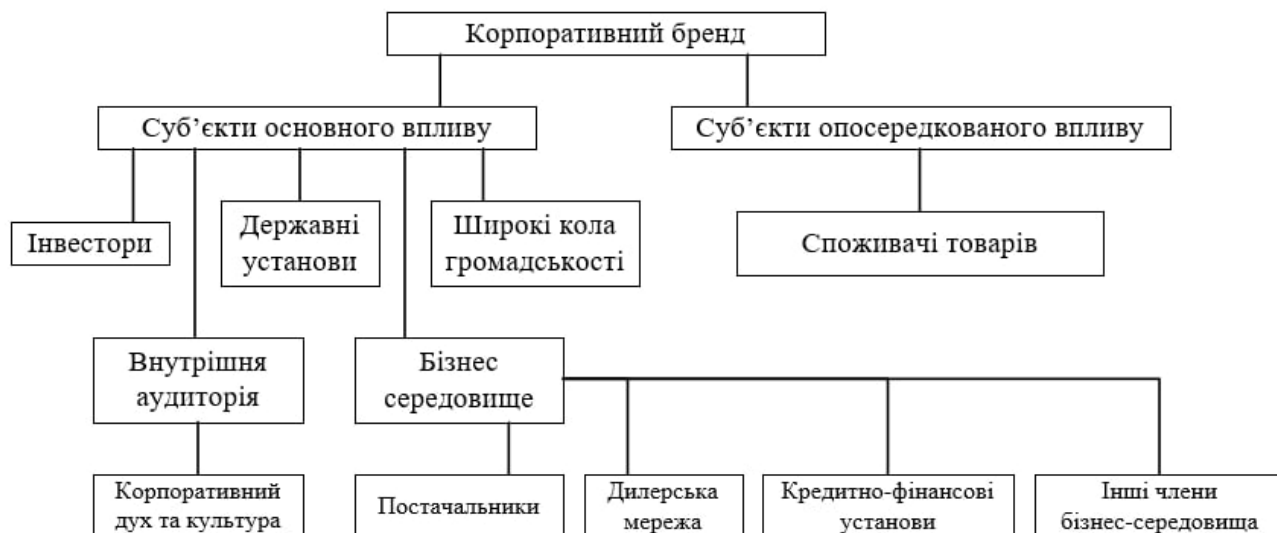 Корпоративний бренд
Суб’єкти основного впливу
Суб’єкти опосередкованого впливу
Інвестори
Державні
установи
Широкі кола
громадськості
Споживачі товарів
Внутрішня
аудиторія
Бізнес
середовище
Корпоративний
дух та культура
Постачальники
Дилерська
мережа
Кредитно-фінансові
установи
Інші члени
бізнес-середовища